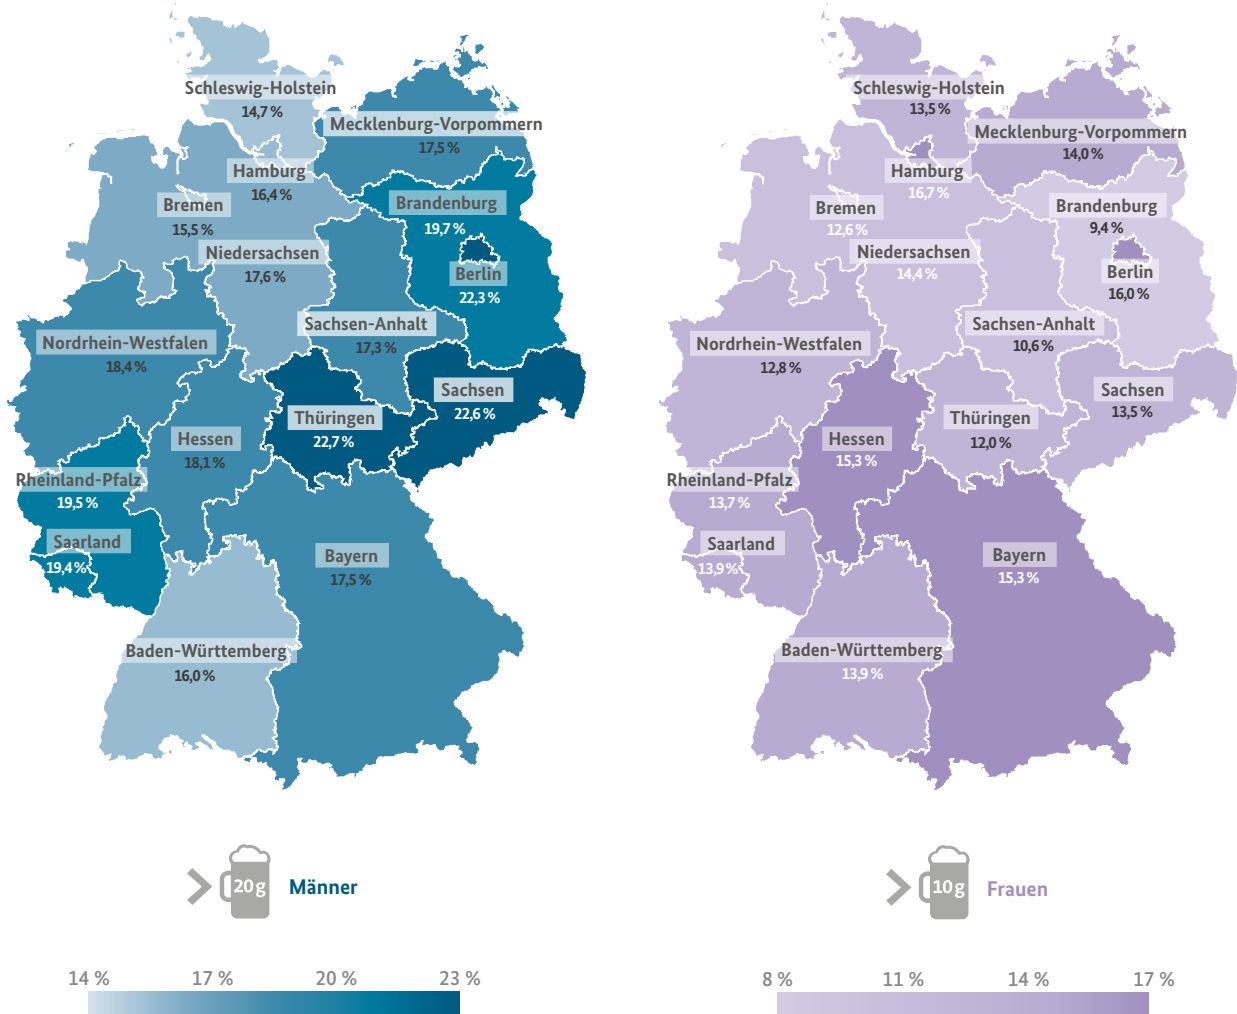 Schleswig-Holstein
14,7 %
Mecklenburg-Vorpommern
17,5 %
Hamburg
16,4 %
Bremen
15,5 %
Brandenburg
19,7 %
Niedersachsen
17,6 %
Berlin
22,3 %
Sachsen-Anhalt
17,3 %
Nordrhein-Westfalen
18,4 %
Sachsen
22,6 %
Thüringen
22,7 %
Hessen
18,1 %
Rheinland-Pfalz
19,5 %
Saarland
19,4 %
Bayern
17,5 %
Baden-Württemberg
16,0 %
> 20 g Männer
14 % 17 % 20 % 23 %
Schleswig-Holstein
13,5 %
Mecklenburg-Vorpommern
14,0 %
Hamburg
16,7 %
Bremen
12,6 %
Brandenburg
9,4 %
Niedersachsen
14,4 %
Berlin
16,0 %
Sachsen-Anhalt
10,6 %
Nordrhein-Westfalen
12,8 %
Sachsen
13,5 %
Thüringen
12,0 %
Hessen
15,3 %
Rheinland-Pfalz
13,7 %
Saarland
13,9 %
Bayern
15,3 %
Baden-Württemberg
13,9 %
> 10 g Frauen
8 % 11 % 14 % 17 %